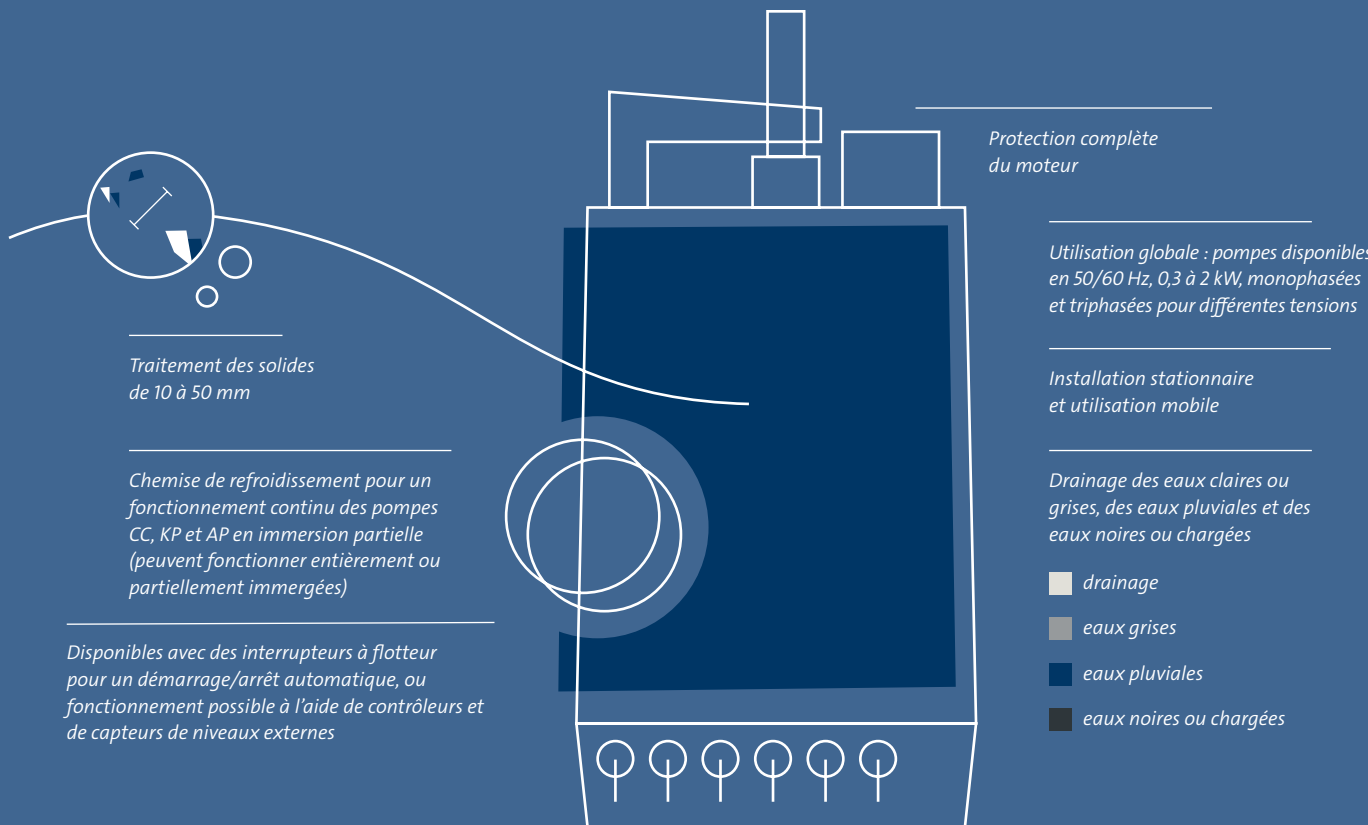 Protection complète
du moteur
Utilisation globale : pompes disponibles
en 50/60 Hz, 0,3 à 2 kW, monophasées
et triphasées pour différentes tensions
Installation stationnaire
et utilisation mobile
Drainage des eaux claires ou
grises, des eaux pluviales et des
eaux noires ou chargées
drainage
eaux grises
eaux pluviales
eaux noires ou chargées
Traitement des solides
de 10 à 50 mm
Chemise de refroidissement pour un
fonctionnement continu des pompes
CC, KP et AP en immersion partielle
(peuvent fonctionner entièrement ou
partiellement immergées)
Disponibles avec des interrupteurs à flotteur
pour un démarrage/arrêt automatique, ou
fonctionnement possible à l’aide de contrôleurs et
de capteurs de niveaux externes